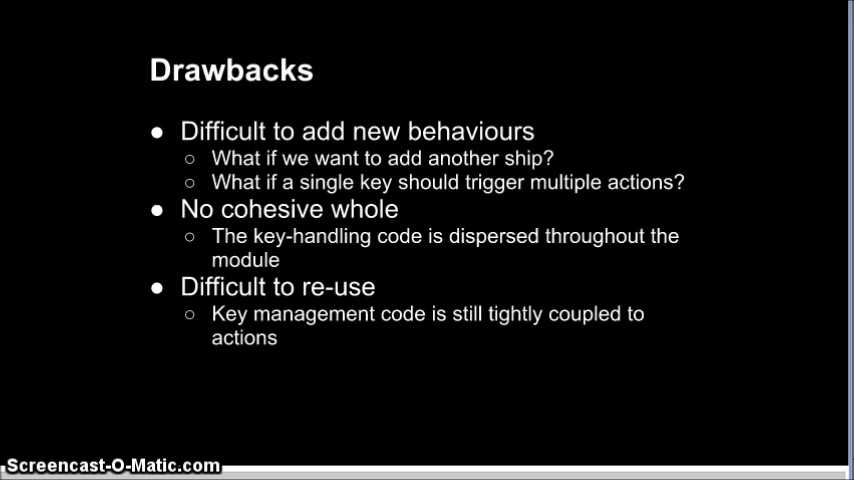 Drawbacks
● Difficult to add new behaviours
○ What if we want to add another ship?
○ What if a single key should trigger multiple actions?
● No cohesive whole
○ The key-handling code is dispersed throughout the
module
● Difficult to re-use
○ Key management code is still tightly coupled to
actions
Screencast-O-Matic.com